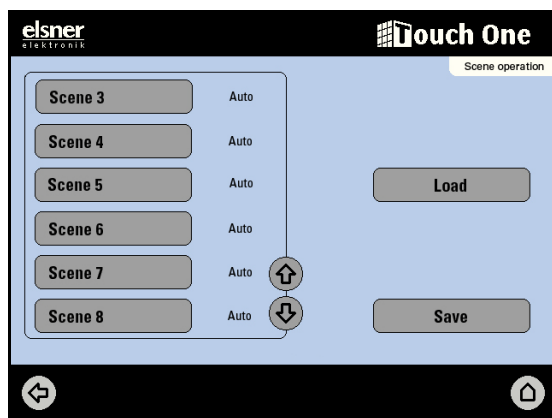 elsner
elektronik
Touch One
Scene operation
Scene 3 Auto
Scene 4 Auto
Scene 5 Auto
Load
Scene 6 Auto
Scene 7 Auto
Scene 8 Auto
Save